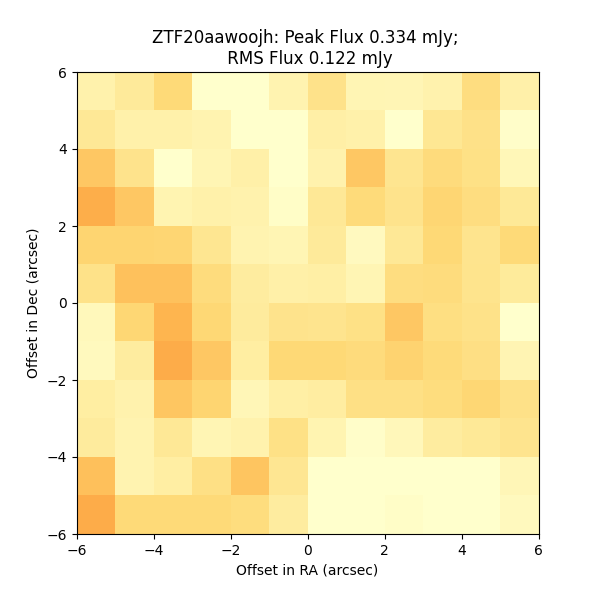 ZTF20aawoojh: Peak Flux 0.334 mJy;
RMS Flux 0.122 mJy
6
4
2
0
−2
−4
−6
Offset in Dec (arcsec)
−6 −4 −2 0 2 4 6
Offset in RA (arcsec)